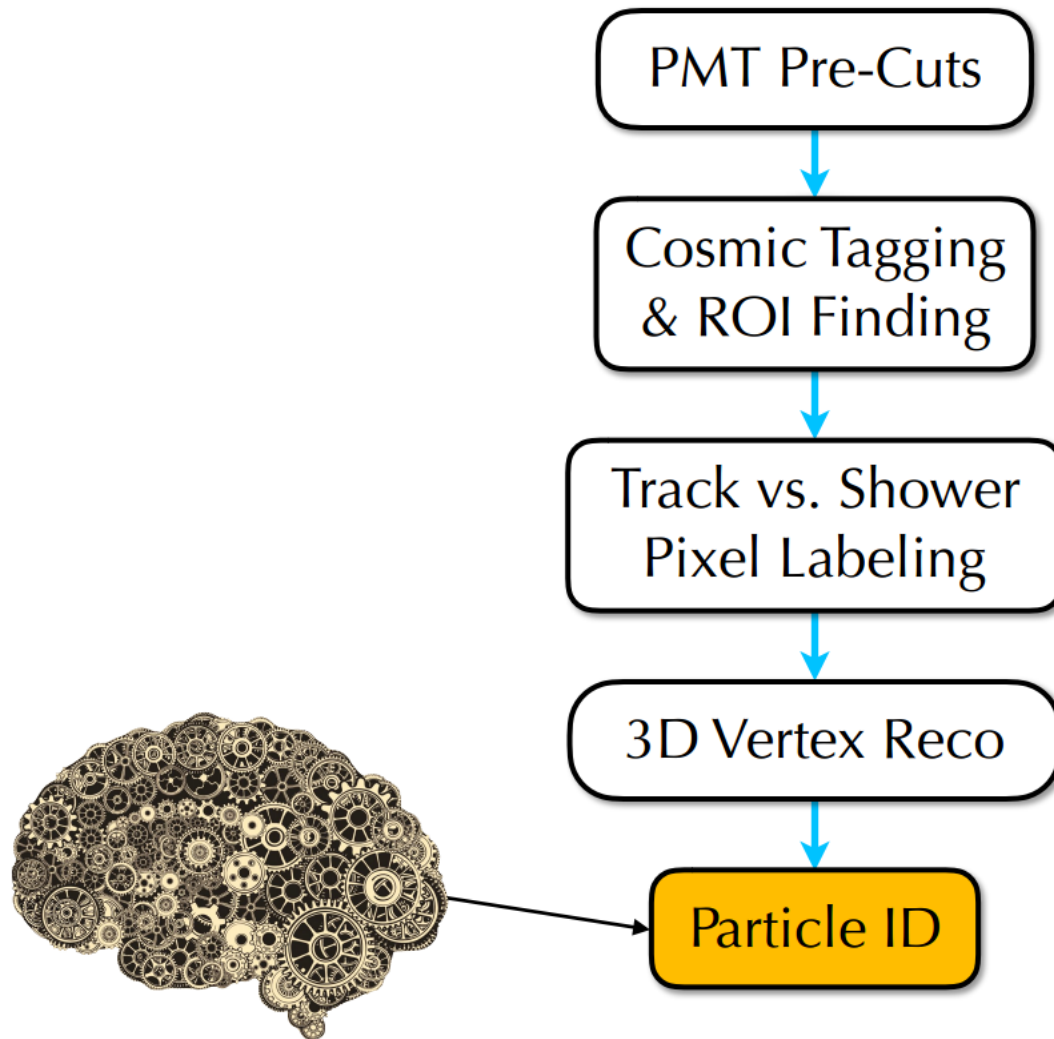 PMT Pre-Cuts
Cosmic Tagging
& ROI Finding
Track vs. Shower
Pixel Labeling
3D Vertex Reco
Particle ID